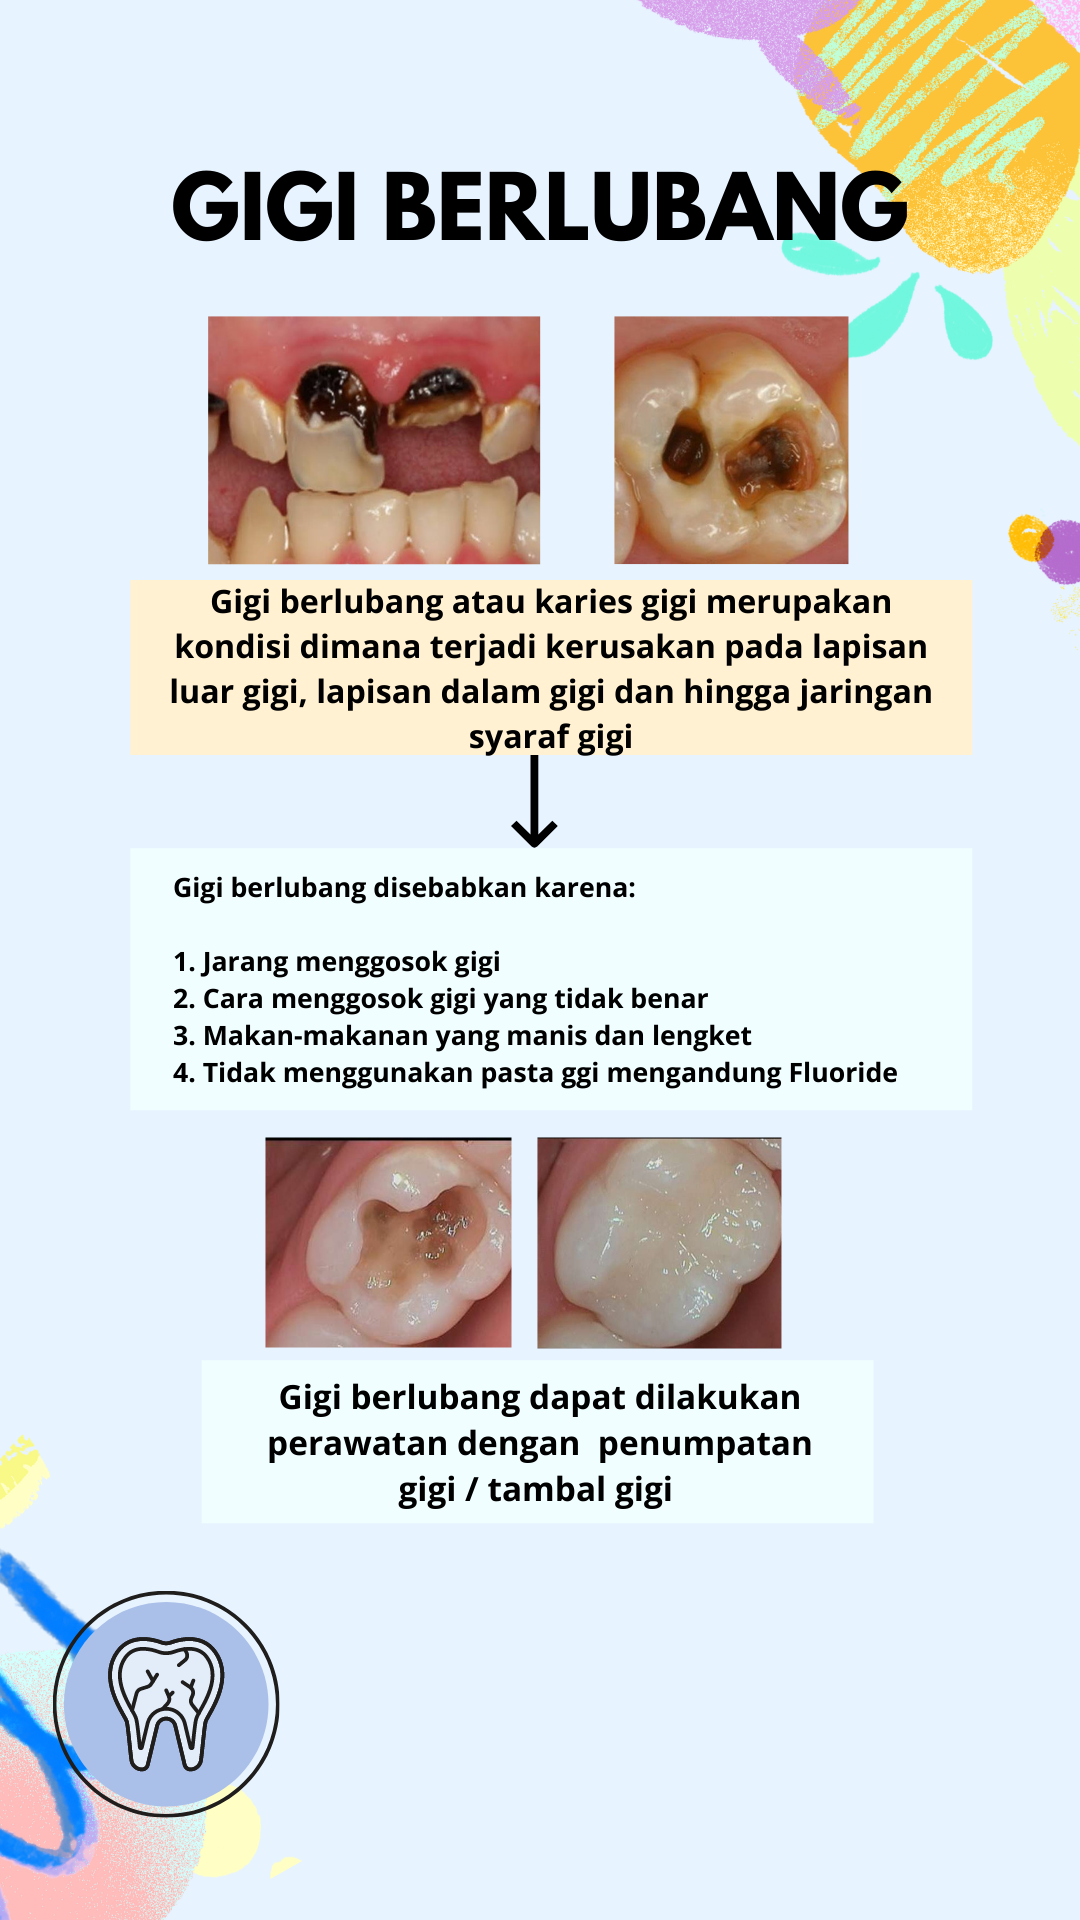 GIGI BERLUBANG
Gigi berlubang atau karies gigi merupakan
kondisi dimana terjadi kerusakan pada lapisan
luar gigi, lapisan dalam gigi dan hingga jaringan
syaraf gigi
Gigi berlubang disebabkan karena:
1. Jarang menggosok gigi
2. Cara menggosok gigi yang tidak benar
3. Makan-makanan yang manis dan lengket
4. Tidak menggunakan pasta ggi mengandung Fluoride
Gigi berlubang dapat dilakukan
perawatan dengan  penumpatan
gigi / tambal gigi